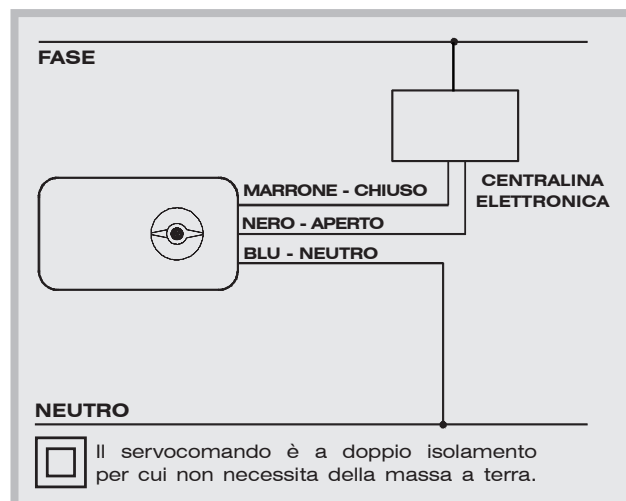 FASE
MARRONE - CHIUSO
CENTRALINA
ELETTRONICA
NERO - APERTO
BLU - NEUTRO
NEUTRO
Il servocomando è a doppio isolamento
per cui non necessita della massa a terra.